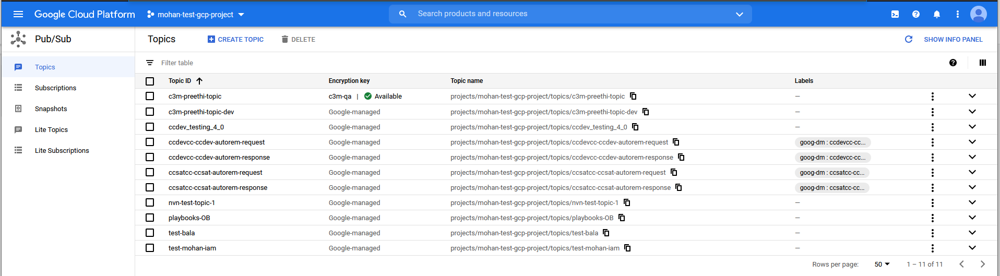 Google Cloud Platform mohan-test-gcp-project Search products and resources
Pub/Sub Topics CREATE TOPIC DELETE SHOW INFO PANEL
Topics
Subscriptions
Snapshots
Lite Topics
Lite Subscriptions
Filter table
Topic ID Encryption key Topic name Labels
c3m-preethi-topic c3m-qa | Available projects/mohan-test-gcp-project/topics/c3m-preethi-topic —
c3m-preethi-topic-dev Google-managed projects/mohan-test-gcp-project/topics/c3m-preethi-topic-dev —
ccdev_testing_4_0 Google-managed projects/mohan-test-gcp-project/topics/ccdev_testing_4_0 —
ccdevcc-ccdev-autorem-request Google-managed projects/mohan-test-gcp-project/topics/ccdevcc-ccdev-autorem-request goog-dm : ccdevcc-cc...
ccdevcc-ccdev-autorem-response Google-managed projects/mohan-test-gcp-project/topics/ccdevcc-ccdev-autorem-response goog-dm : ccdevcc-cc...
ccsatcc-ccsat-autorem-request Google-managed projects/mohan-test-gcp-project/topics/ccsatcc-ccsat-autorem-request goog-dm : ccsatcc-cc...
ccsatcc-ccsat-autorem-response Google-managed projects/mohan-test-gcp-project/topics/ccsatcc-ccsat-autorem-response goog-dm : ccsatcc-cc...
nvn-test-topic-1 Google-managed projects/mohan-test-gcp-project/topics/nvn-test-topic-1 —
playbooks-OB Google-managed projects/mohan-test-gcp-project/topics/playbooks-OB —
test-bala Google-managed projects/mohan-test-gcp-project/topics/test-bala —
test-mohan-iam Google-managed projects/mohan-test-gcp-project/topics/test-mohan-iam —
Rows per page: 50 1 – 11 of 11